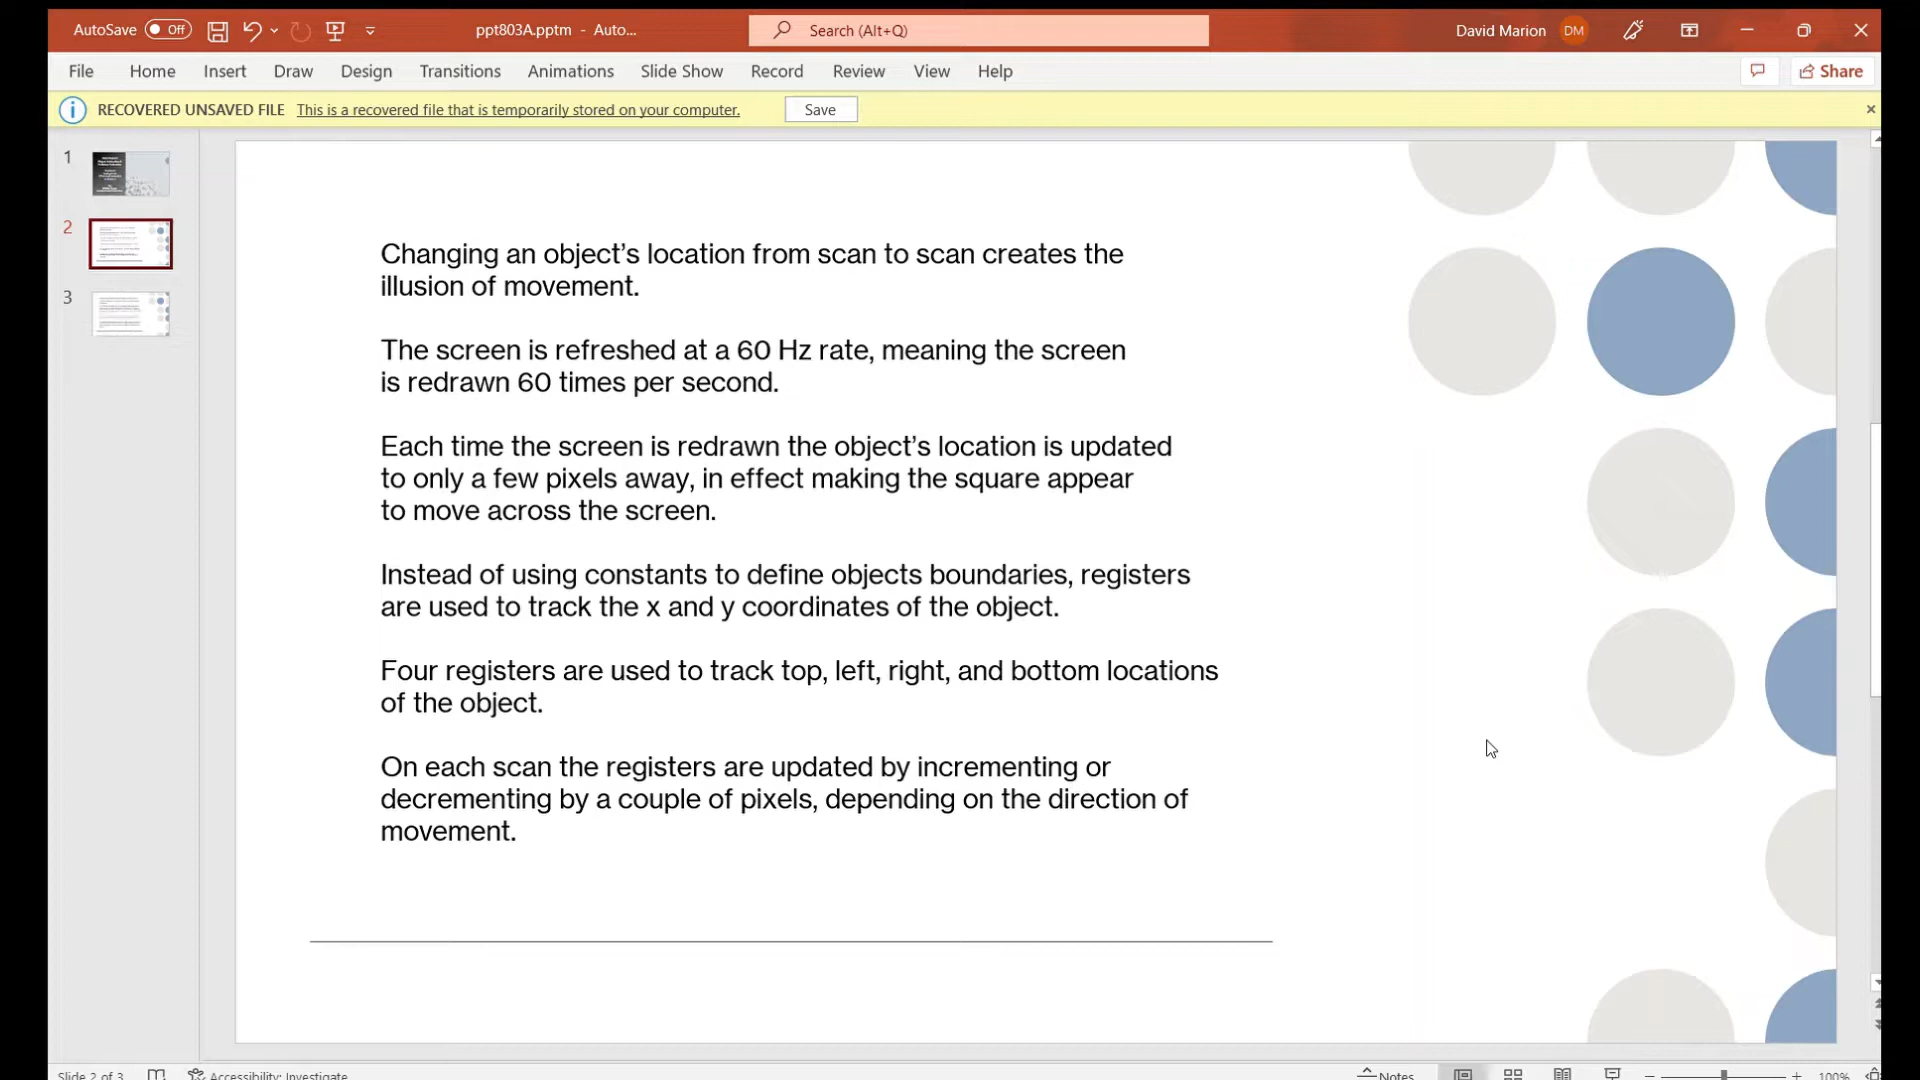 AutoSave Off ppt803A.pptm - Auto... Search (Alt+Q) David Marion DM
File Home Insert Draw Design Transitions Animations Slide Show Record Review View Help Share
RECOVERED UNSAVED FILE This is a recovered file that is temporarily stored on your computer. Save
1
2
3
Changing an object’s location from scan to scan creates the
illusion of movement.
The screen is refreshed at a 60 Hz rate, meaning the screen
is redrawn 60 times per second.
Each time the screen is redrawn the object’s location is updated
to only a few pixels away, in effect making the square appear
to move across the screen.
Instead of using constants to define objects boundaries, registers
are used to track the x and y coordinates of the object.
Four registers are used to track top, left, right, and bottom locations
of the object.
On each scan the registers are updated by incrementing or
decrementing by a couple of pixels, depending on the direction of
movement.
Slide 2 of 3 Accessibility: Investigate Notes 100%